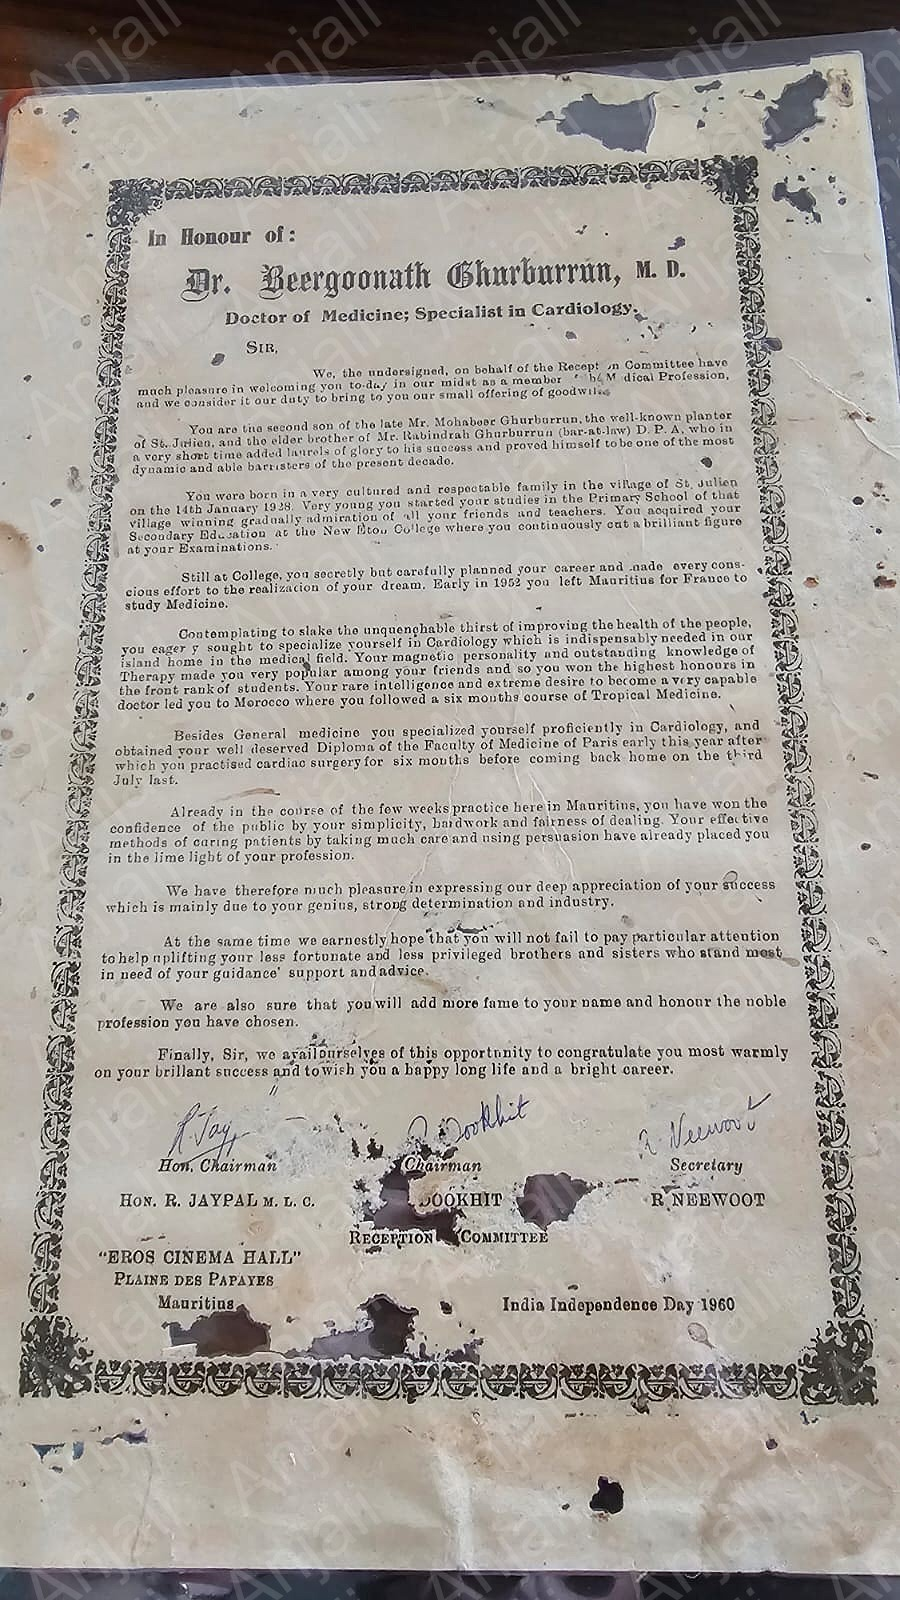 In Honour of:
Dr. Beergoonath Ghurburrun, M. D.
Doctor of Medicine; Specialist in Cardiology.
SIR,
We, the undersigned, on behalf of the Committee have
much pleasure in welcoming you to-day in our midst as a member Profession,
and we consider it our duty to bring to you our small offering of
You are the second son of the late Mr. Mohabeer Ghurburrun, the well-known planter
of St. Julien, and the elder brother of Mr. Rabindrah Ghurburrun (bar-at-law) D. P. A, who in
a very short time added laurels of glory to his success and proved himself to be one of the most
dynamic and able barristers of the present decade.
You were born in a very cultured and respectable family in the village of St. Julien
on the 14th January Very young you started your studies in the Primary School of that
village winning gradually admiration of all your friends and teachers. You acquired your
Secondary Education at the New Eton College where you continuously cut a brilliant figure
at your Examinations.
Still at College, you secretly but carefully planned your career and made every cons-
cious effort to the realization of your dream. Early in 1952 you left Mauritius for France to
study Medicine.
Contemplating to slake the unquenchable thirst of improving the health of the people,
you sought to specialize yourself in Cardiology which is indispensably needed in our
island home in the medical field. Your magnetic personality and outstanding knowledge of
Therapy made you very popular among your friends and so you won the highest honours in
the front rank of students. Your rare intelligence and extreme desire to become a very capable
doctor led you to Morocco where you followed a six months course of Tropical Medicine.
Besides General medicine you specialized yourself proficiently in Cardiology, and
obtained your well deserved Diploma of the Faculty of Medicine of Paris early this year after
which you practised cardiac surgery for six months before coming back home on the third
July last.
Already in the course of the few weeks practice here in Mauritius, you have won the
confidence of the public by your simplicity, hardwork and fairness of dealing. Your effective
methods of curing patients by taking much care and using persuasion have already placed you
in the lime light of your profession.
We have therefore much pleasure in expressing our deep appreciation of your success
which is mainly due to your genius, strong determination and industry.
At the same time we earnestly hope that you will not fail to pay particular attention
to help uplifting your less fortunate and less privileged brothers and sisters who stand most
in need of your guidance' support and advice.
We are also sure that you will add more fame to your name and honour the noble
profession you have chosen.
Finally, Sir, we avail ourselves of this opportunity to congratulate you most warmly
on your brillant success and to wish you a happy long life and a bright career.
R. Jay Dookhit R Neewoot
Hon. Chairman Chairman Secretary
HON. R. JAYPAL M. L. C. DOOKHIT R NEEWOOT
RECEPTION COMMITTEE
"EROS CINEMA HALL"
PLAINE DES PAPAYES
Mauritius India Independence Day 1960
Anjali